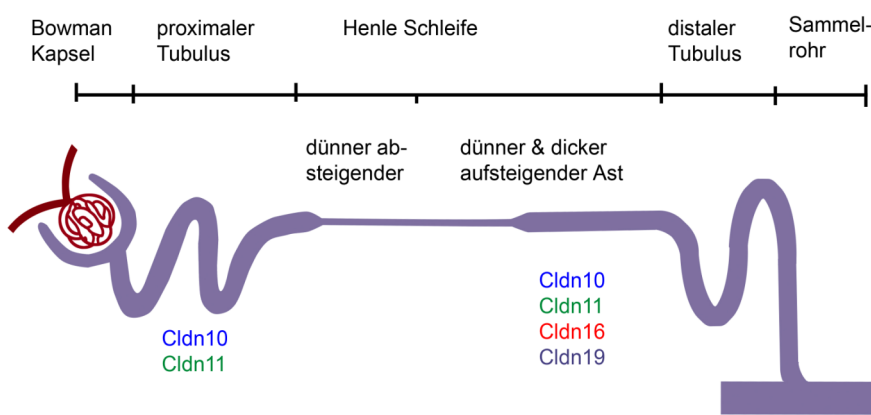 Bowman
Kapsel
proximaler
Tubulus
Henle Schleife
distaler
Tubulus
Sammel-
rohr
dünner ab-
steigender
dünner & dicker
aufsteigender Ast
Cldn10
Cldn11
Cldn10
Cldn11
Cldn16
Cldn19